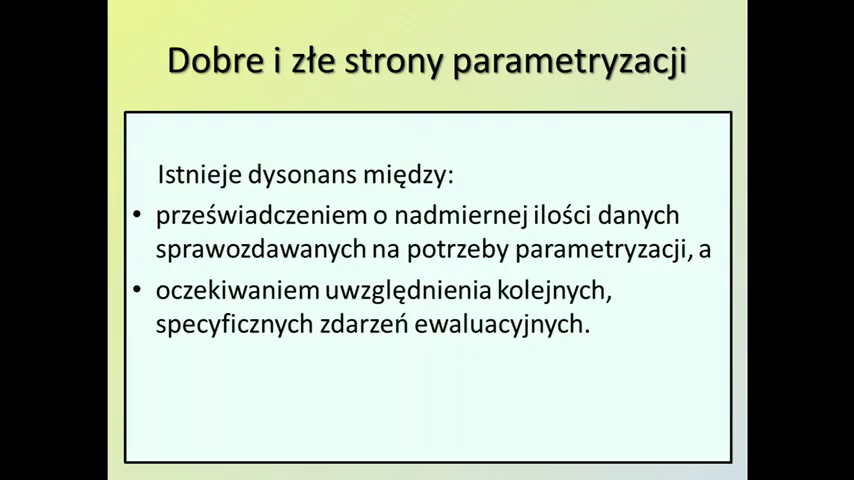 Dobre i złe strony parametryzacji
Istnieje dysonans między:
• przeświadczeniem o nadmiernej ilości danych
sprawozdawanych na potrzeby parametryzacji, a
• oczekiwaniem uwzględnienia kolejnych,
specyficznych zdarzeń ewaluacyjnych.